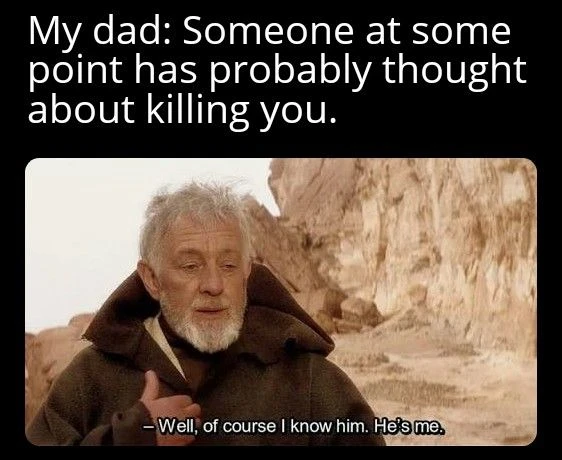 My dad: Someone at some
point has probably thought
about killing you.
– Well, of course I know him. He's me.